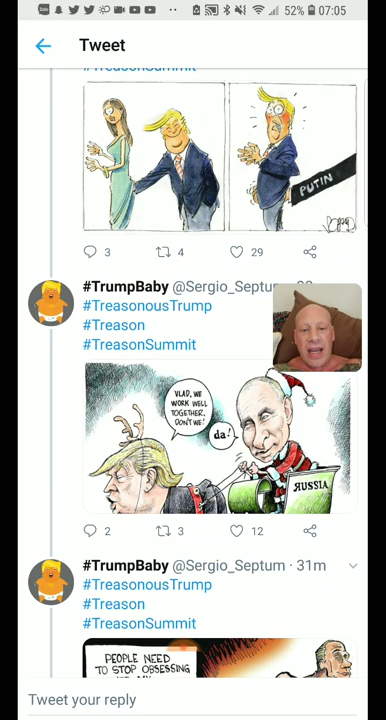 52% 07:05
Tweet
#TreasonSummit
PUTIN
3 4 29
#TrumpBaby @Sergio_Septu
#TreasonousTrump
#Treason
#TreasonSummit
VLAD, WE
WORK WELL
TOGETHER,
DON'T WE?
da!
RUSSIA
2 3 12
#TrumpBaby @Sergio_Septum · 31m
#TreasonousTrump
#Treason
#TreasonSummit
PEOPLE NEED
TO STOP OBSESSING
Tweet your reply